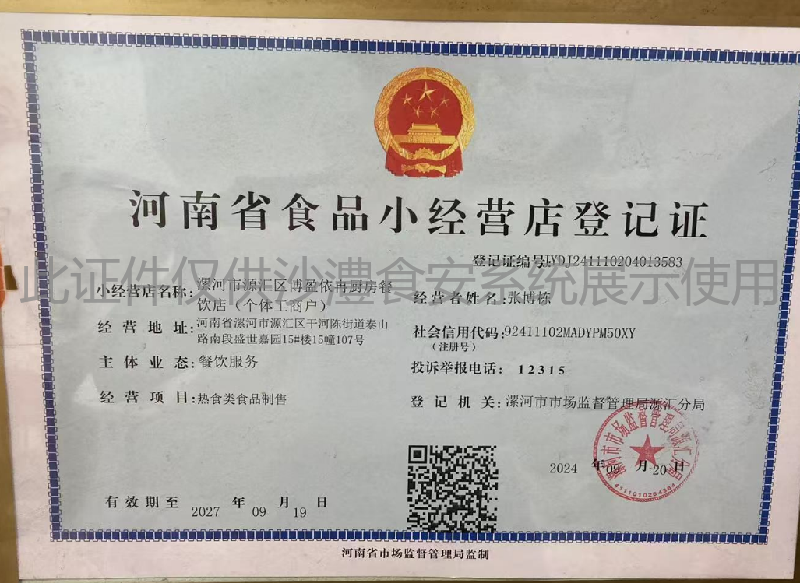 河南省食品小经营店登记证
登记证编号HYDJ241110204013583
小经营店名称：漯河市源汇区博盈依冉厨房餐
饮店（个体工商户）
经营者姓名：张博栋
经营地址：河南省漯河市源汇区干河陈街道泰山
路南段盛世嘉园15#楼15幢107号
社会信用代码：92411102MADYPM50XY
（注册号）
主体业态：餐饮服务
投诉举报电话：12315
经营项目：热食类食品制售
登记机关：漯河市市场监督管理局源汇分局
2024 年 09 月 20 日
有效期至 2027 年 09 月 19 日
河南省市场监督管理局监制
此证件仅供沙澧食安系统展示使用
4111010294388